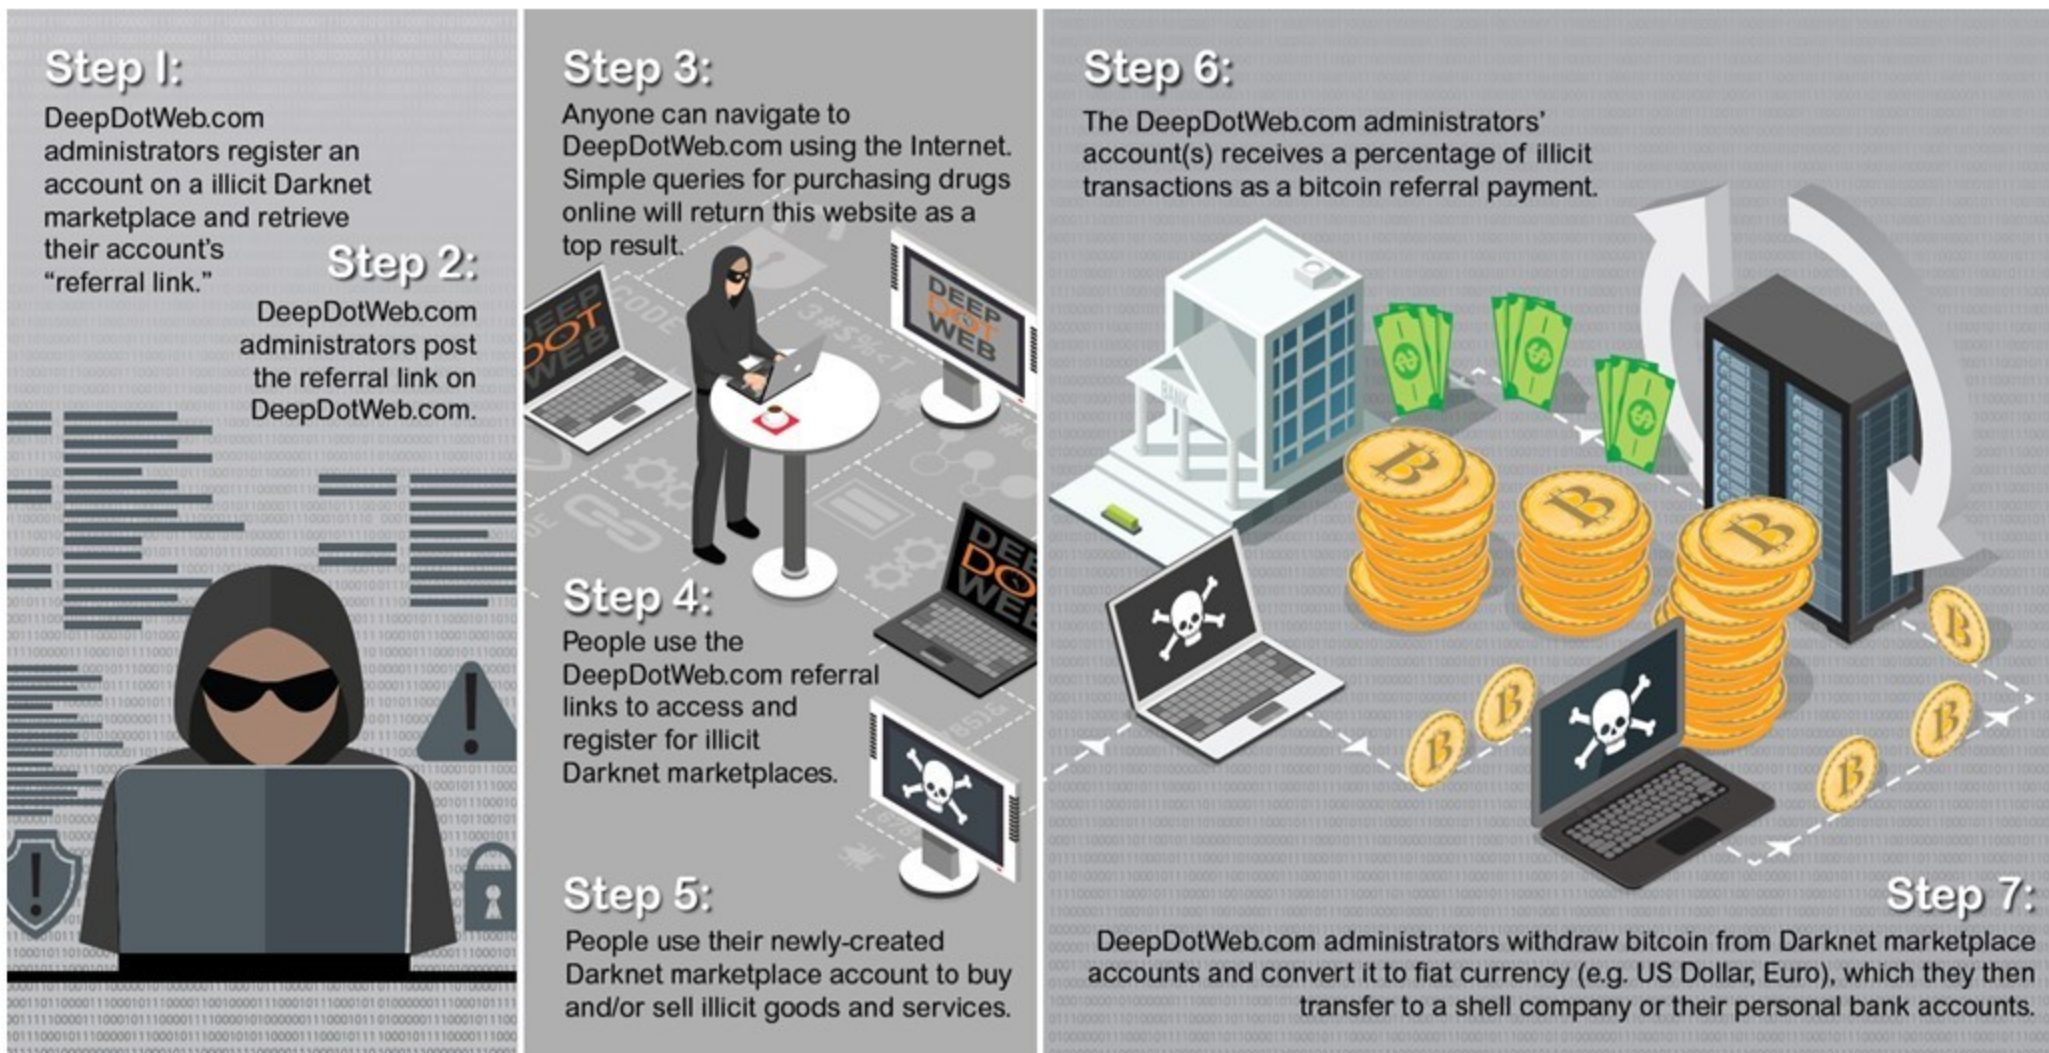 Step 1:
DeepDotWeb.com
administrators register an
account on a illicit Darknet
marketplace and retrieve
their account's
“referral link.”
Step 2:
DeepDotWeb.com
administrators post
the referral link on
DeepDotWeb.com.
Step 3:
Anyone can navigate to
DeepDotWeb.com using the Internet.
Simple queries for purchasing drugs
online will return this website as a
top result.
DEEP
DOT
WEB
CODE
3#$%<T
DEEP
DOT
WEB
DEEP
DOT
WEB
Step 4:
People use the
DeepDotWeb.com referral
links to access and
register for illicit
Darknet marketplaces.
Step 5:
People use their newly-created
Darknet marketplace account to buy
and/or sell illicit goods and services.
Step 6:
The DeepDotWeb.com administrators'
account(s) receives a percentage of illicit
transactions as a bitcoin referral payment.
BANK
Step 7:
DeepDotWeb.com administrators withdraw bitcoin from Darknet marketplace
accounts and convert it to fiat currency (e.g. US Dollar, Euro), which they then
transfer to a shell company or their personal bank accounts.